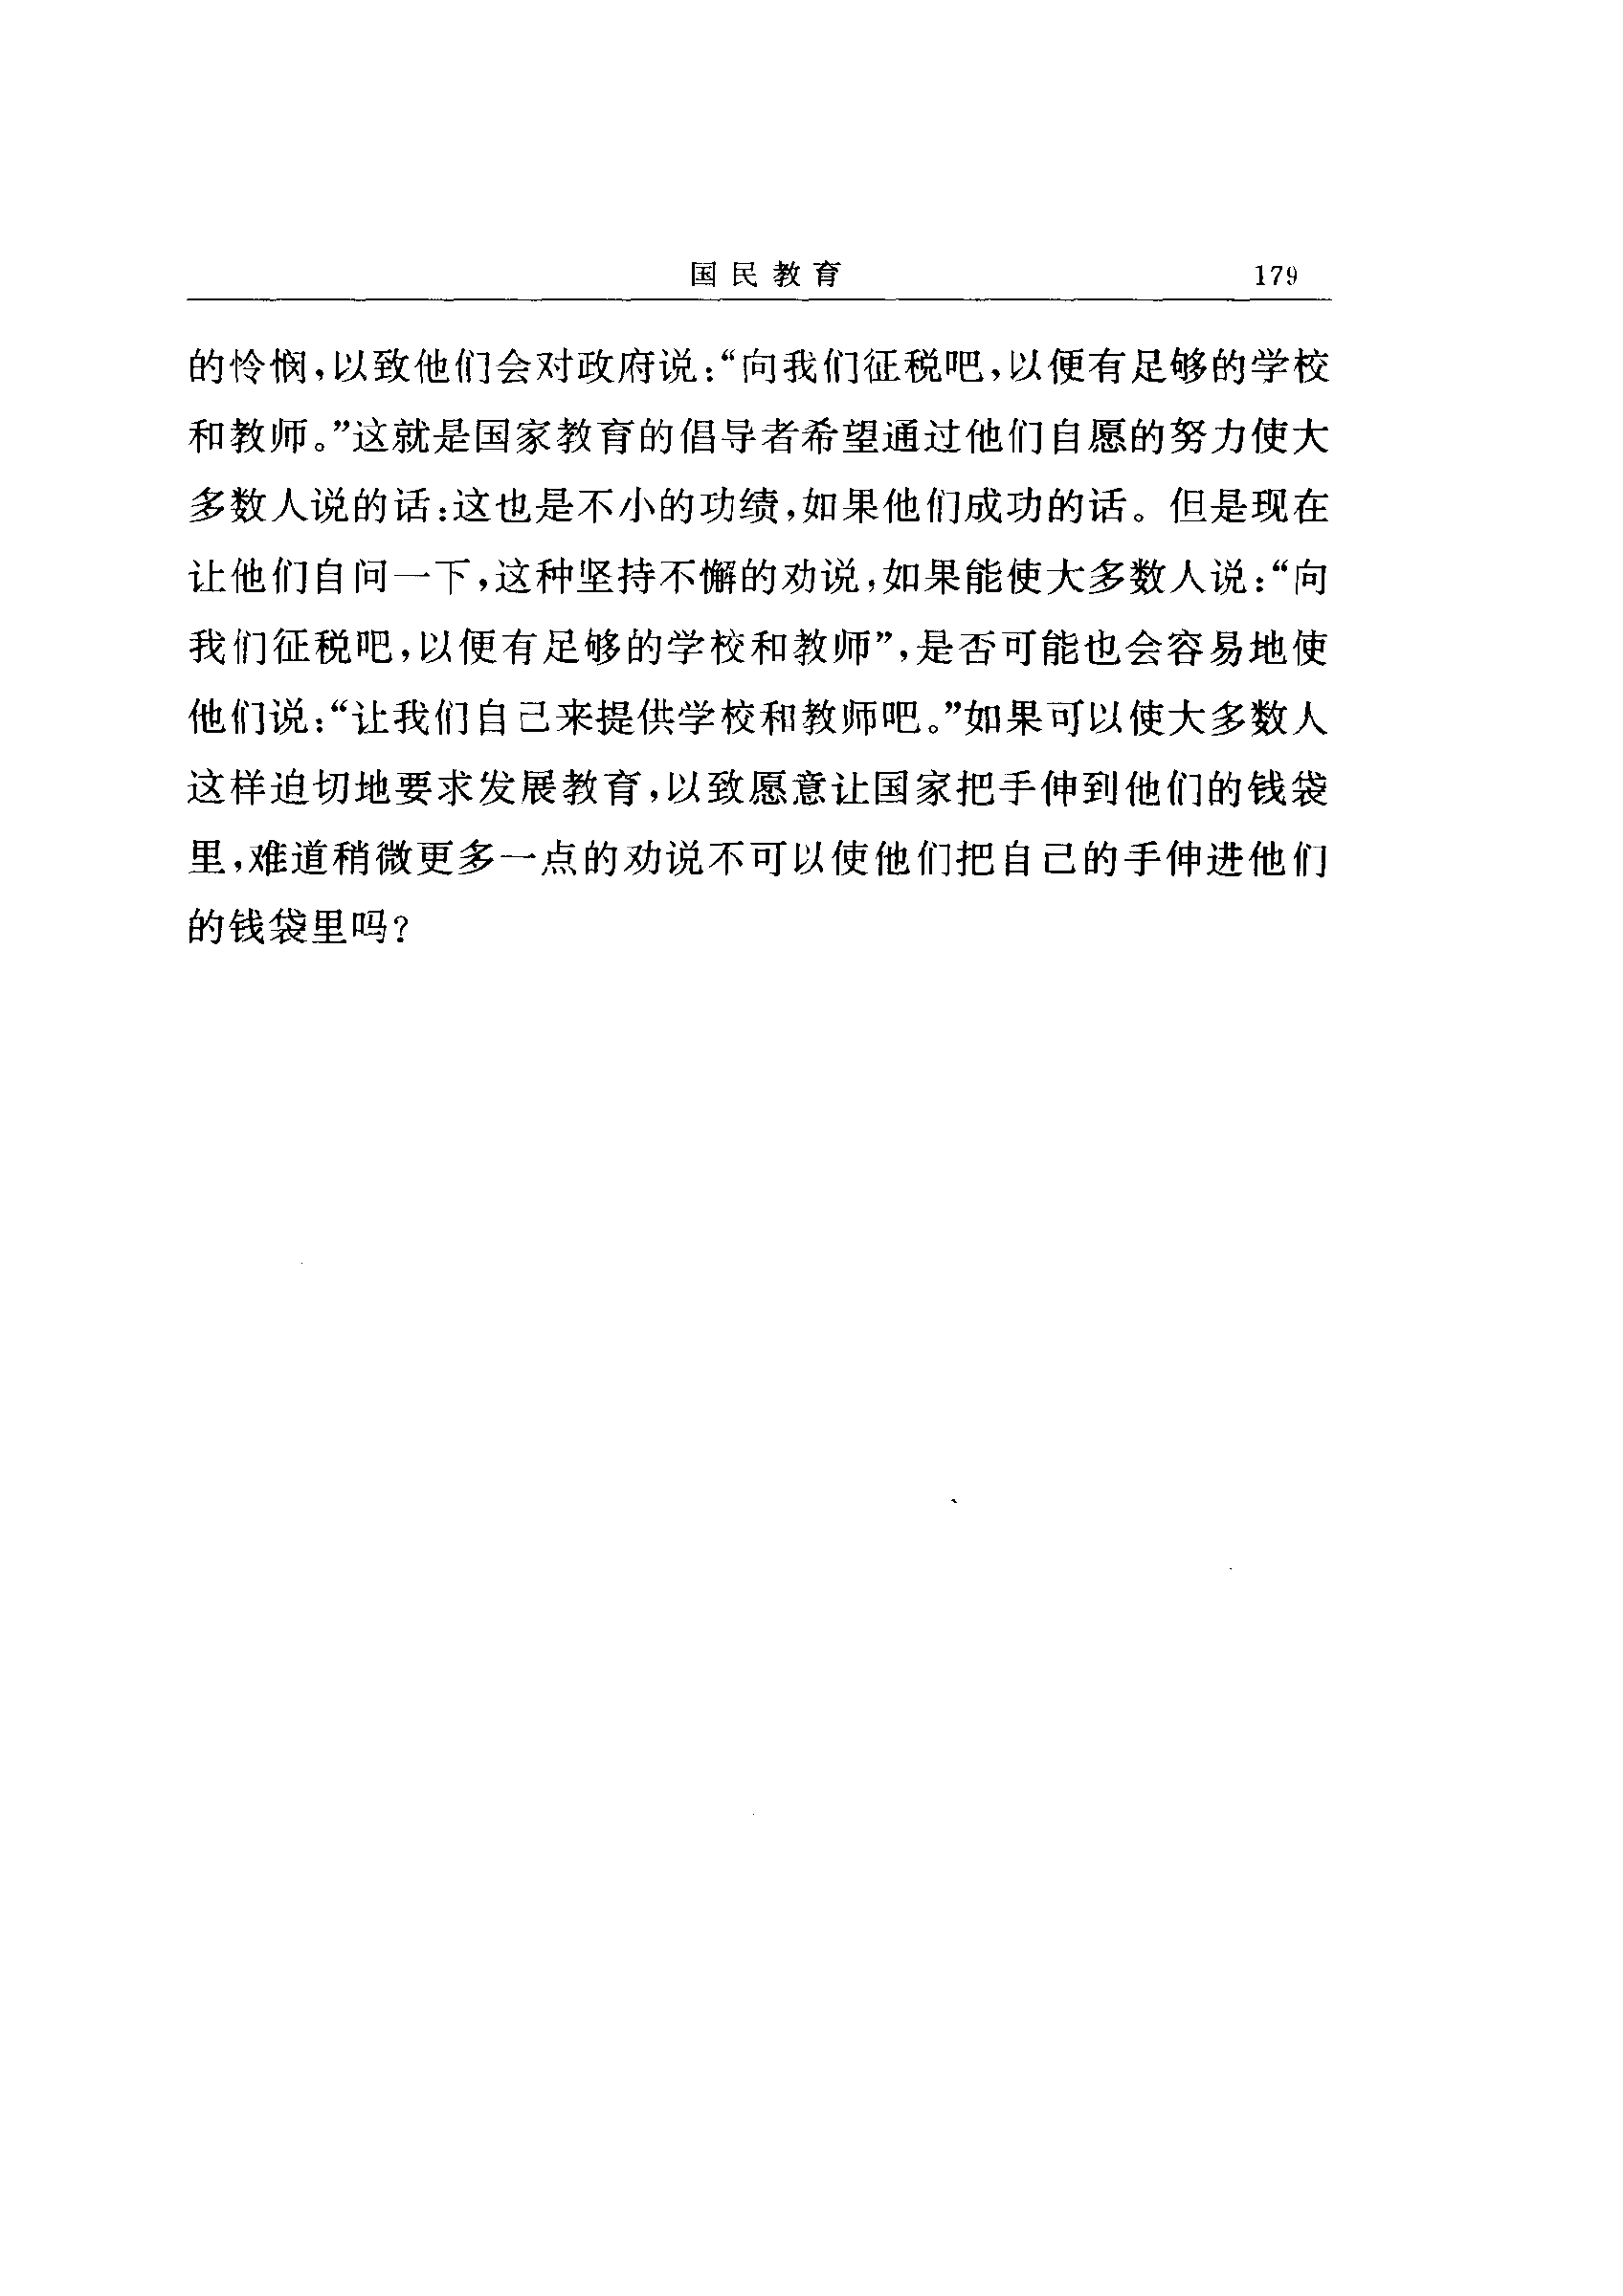 国民教育 179
的怜悯,以致他们会对政府说:“向我们征税吧,以便有足够的学校
和教师。”这就是国家教育的倡导者希望通过他们自愿的努力使大
多数人说的话:这也是不小的功绩,如果他们成功的话。但是现在
让他们自问一下,这种坚持不懈的劝说,如果能使大多数人说:“向
我们征税吧,以便有足够的学校和教师”,是否可能也会容易地使
他们说:“让我们自己来提供学校和教师吧。”如果可以使大多数人
这样迫切地要求发展教育,以致愿意让国家把手伸到他们的钱袋
里,难道稍微更多一点的劝说不可以使他们把自己的手伸进他们
的钱袋里吗?